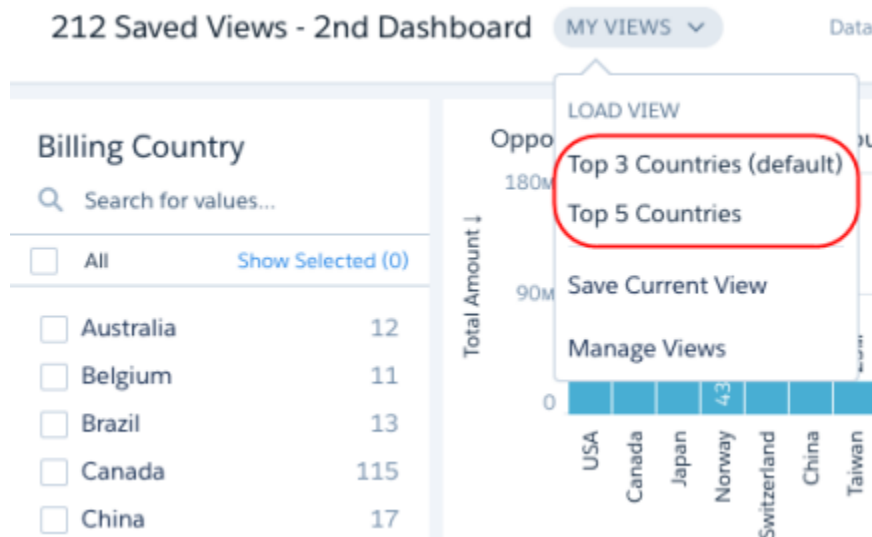 212 Saved Views - 2nd Dashboard
MY VIEWS
Data
Billing Country
Search for values...
All
Show Selected (0)
Australia 12
Belgium 11
Brazil 13
Canada 115
China 17
LOAD VIEW
Top 3 Countries (default)
Top 5 Countries
Save Current View
Manage Views
Oppo
180M
90M
0
Total Amount↓
43
USA
Canada
Japan
Norway
Switzerland
China
Taiwan